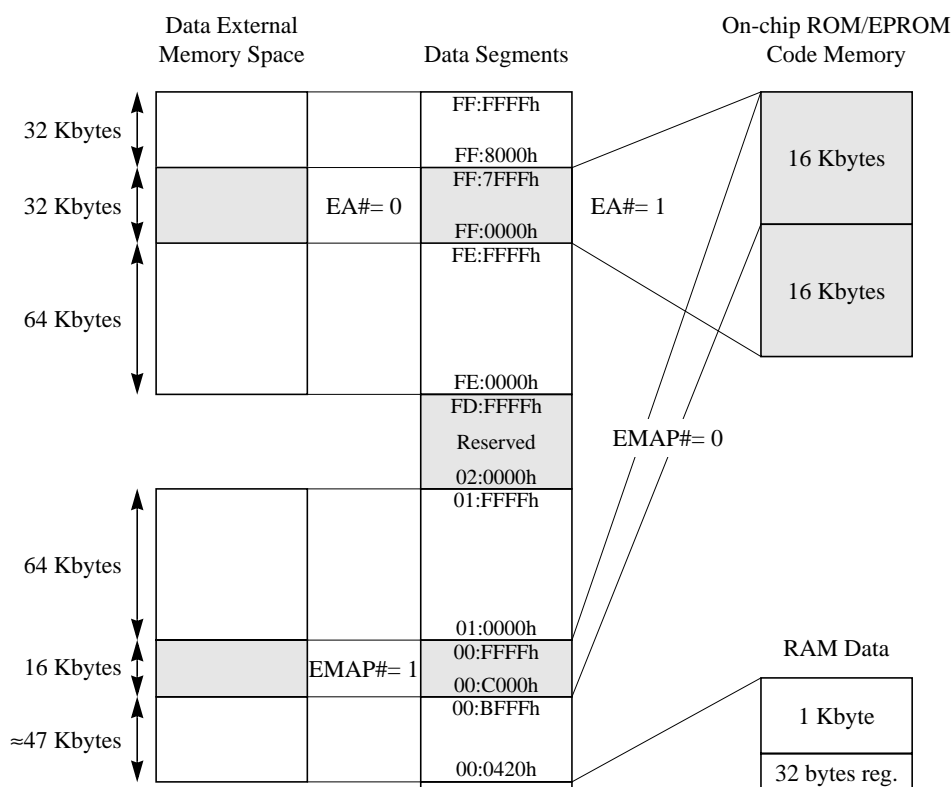 Data External
Memory Space
Data Segments
On-chip ROM/EPROM
Code Memory
32 Kbytes
FF:FFFFh
FF:8000h
32 Kbytes
EA#= 0
FF:7FFFh
FF:0000h
EA#= 1
16 Kbytes
16 Kbytes
64 Kbytes
FE:FFFFh
FE:0000h
FD:FFFFh
Reserved
02:0000h
EMAP#= 0
64 Kbytes
01:FFFFh
01:0000h
16 Kbytes
EMAP#= 1
00:FFFFh
00:C000h
≈47 Kbytes
00:BFFFh
00:0420h
RAM Data
1 Kbyte
32 bytes reg.